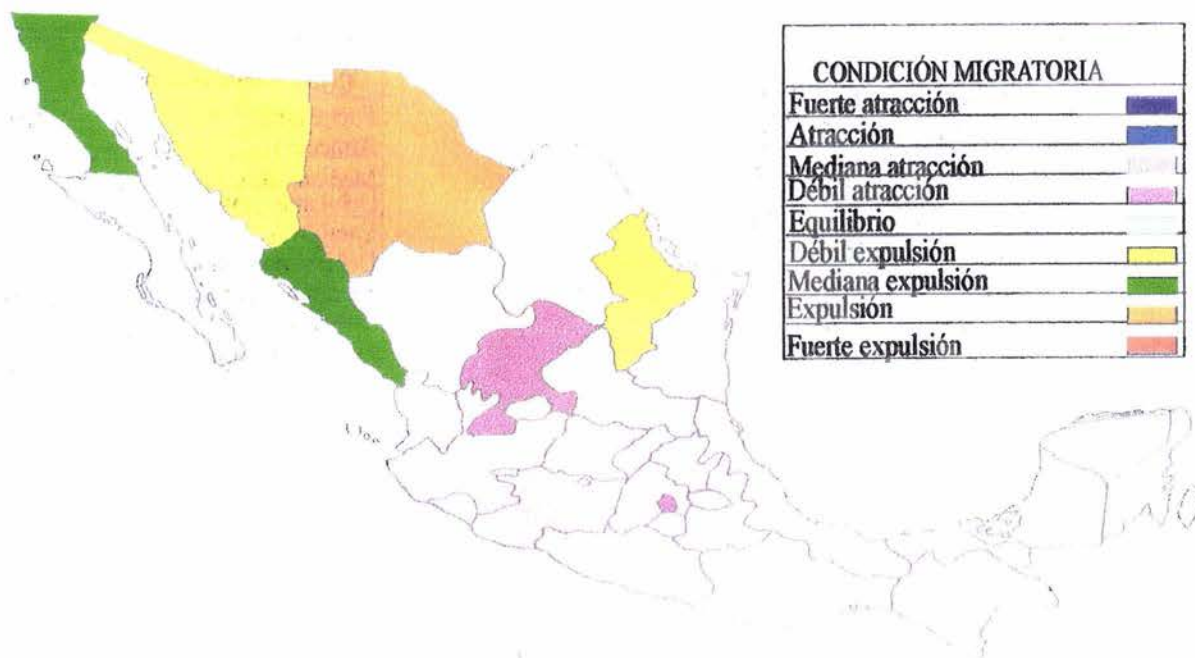 CONDICIÓN MIGRATORIA
Fuerte atracción
Atracción
Mediana atracción
Débil atracción
Equilibrio
Débil expulsión
Mediana expulsión
Expulsión
Fuerte expulsión